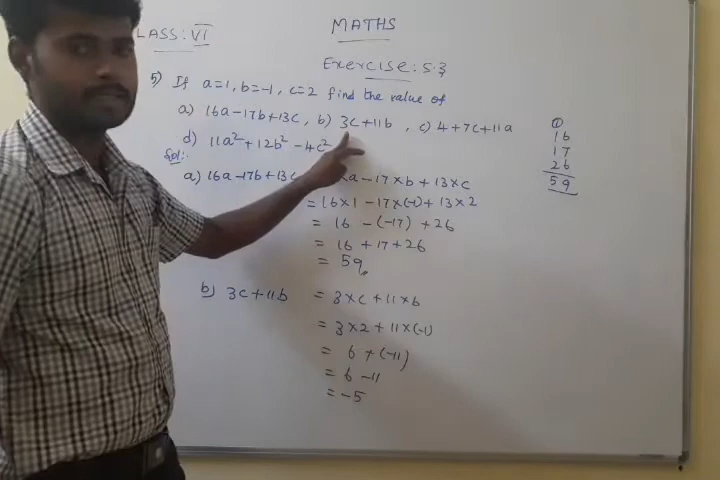 LASS: VI
MATHS
Exercise: 5.3
5) If a=1, b=-1, c=2 find the value of
a) 16a-17b+13c, b) 3c+11b, c) 4+7c+11a
d) 11a²+12b²-4c²
Sol:-
a) 16a-17b+13c a-17×b+13×c
= 16×1-17×(-1)+13×2
= 16-(-17)+26
= 16+17+26
= 59
b) 3c+11b = 3×c+11×b
= 3×2+11×(-1)
= 6+(-11)
= 6-11
= -5
①
16
17
26
59